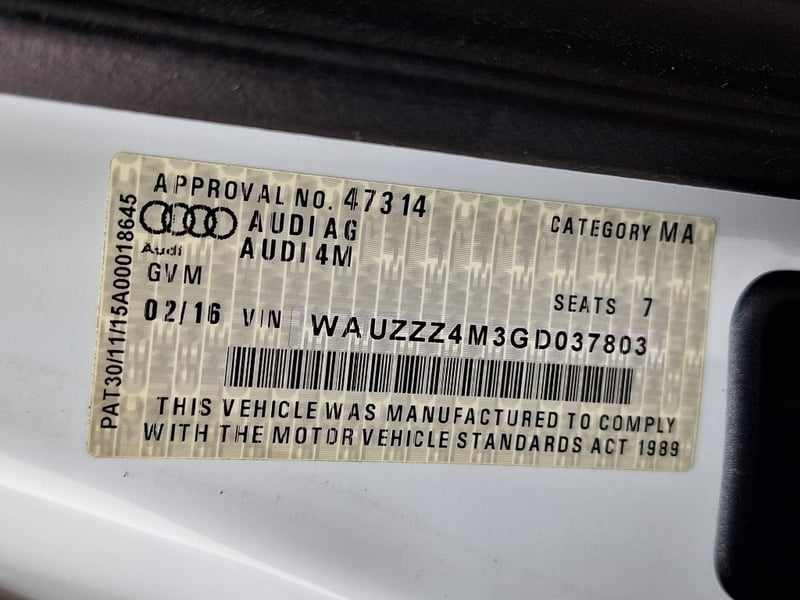 APPROVAL NO. 47314
AUDI AG
CATEGORY MA
Audi
AUDI 4M
GVM
SEATS 7
02/16 VIN WAUZZZ4M3GD037803
THIS VEHICLE WAS MANUFACTURED TO COMPLY
WITH THE MOTOR VEHICLE STANDARDS ACT 1989
PAT30/11/15A00018645